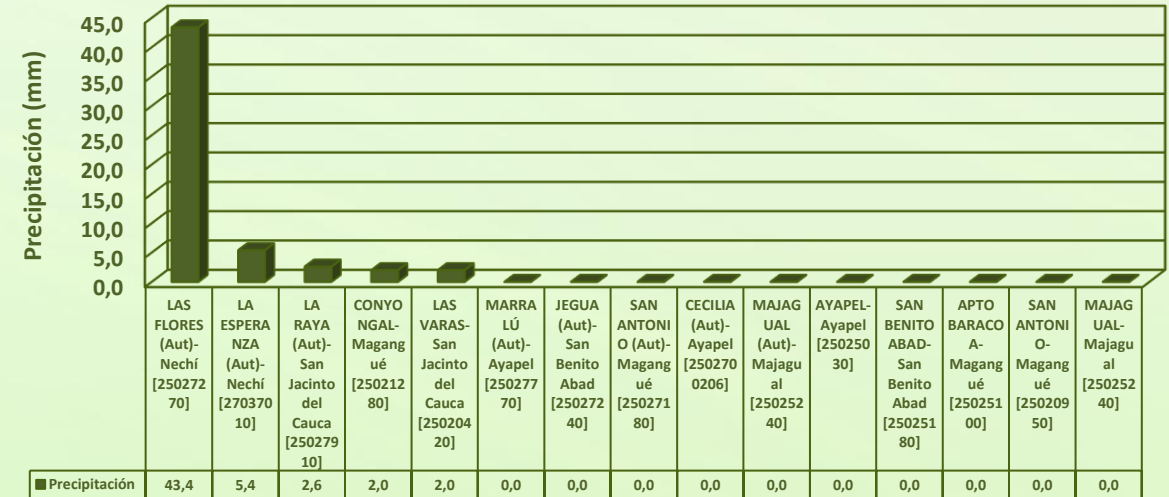 Precipitación (mm)
45,0
40,0
35,0
30,0
25,0
20,0
15,0
10,0
5,0
0,0
LAS
FLORES
(Aut)-
Nechí
[250272
70]
LA
ESPERA
NZA
(Aut)-
Nechí
[270370
10]
LA
RAYA
(Aut)-
San
Jacinto
del
Cauca
[250279
10]
CONYO
NGAL-
Magang
ué
[250212
80]
LAS
VARAS-
San
Jacinto
del
Cauca
[250204
20]
MARRA
LÚ
(Aut)-
Ayapel
[250277
70]
JEGUA
(Aut)-
San
Benito
Abad
[250272
40]
SAN
ANTONI
O (Aut)-
Magang
ué
[250271
80]
CECILIA
(Aut)-
Ayapel
[250270
0206]
MAJAG
UAL
(Aut)-
Majagu
al
[250252
40]
AYAPEL-
Ayapel
[250250
30]
SAN
BENITO
ABAD-
San
Benito
Abad
[250251
80]
APTO
BARACO
A-
Magang
ué
[250251
00]
SAN
ANTONI
O-
Magang
ué
[250209
50]
MAJAG
UAL-
Majagu
al
[250252
40]
Precipitación 43,4 5,4 2,6 2,0 2,0 0,0 0,0 0,0 0,0 0,0 0,0 0,0 0,0 0,0 0,0